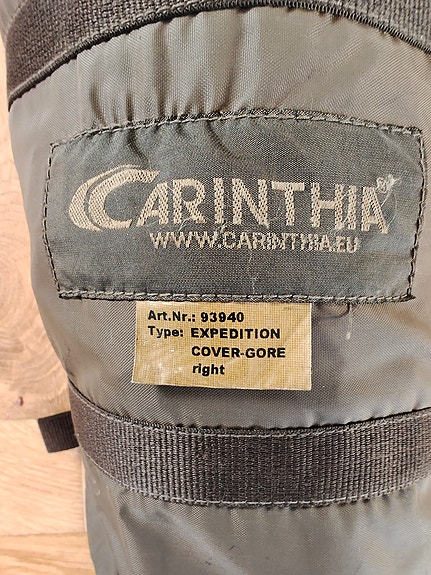 CARINTHIA
WWW.CARINTHIA.EU
Art.Nr.: 93940
Type: EXPEDITION
COVER-GORE
right